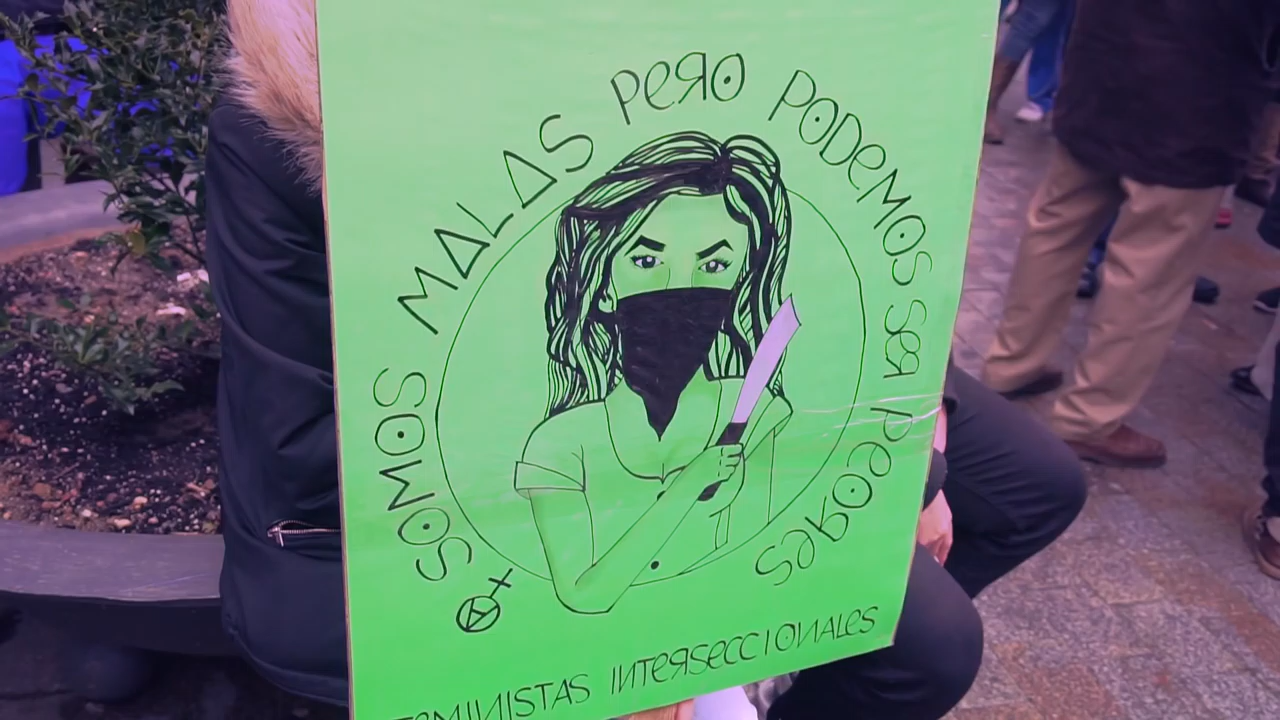 SOMOS MALAS PeRO PODeMOS SeR PeOReS
FeMINISTAS INTeRSeCCIONALeS